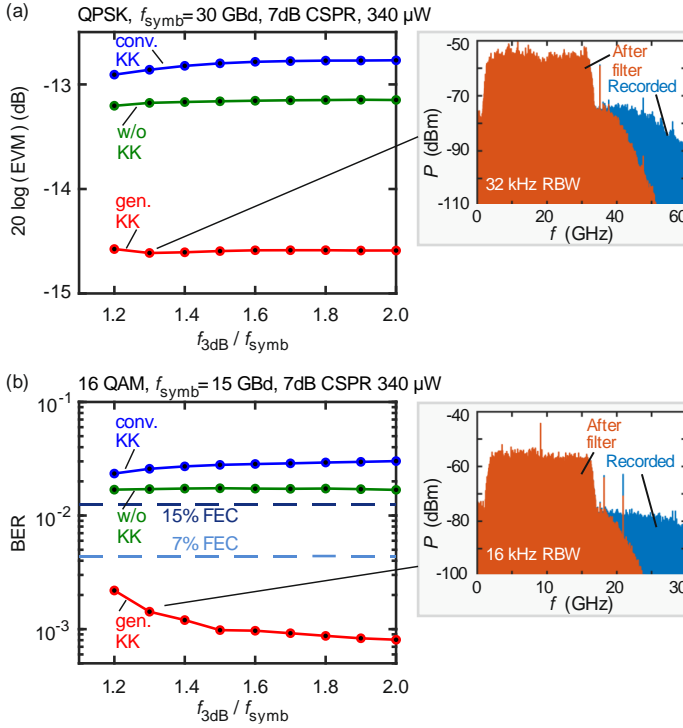 (a) QPSK, f_symb = 30 GBd, 7dB CSPR, 340 µW
20 log (EVM) (dB)
-13
-14
-15
conv.
KK
w/o
KK
gen.
KK
1.2 1.4 1.6 1.8 2.0
f_3dB / f_symb
P (dBm)
-50
-70
-90
-110
After
filter
Recorded
32 kHz RBW
0 20 40 60
f (GHz)
(b) 16 QAM, f_symb = 15 GBd, 7dB CSPR 340 µW
BER
10^-1
10^-2
10^-3
conv.
KK
w/o
KK
15% FEC
7% FEC
gen.
KK
1.2 1.4 1.6 1.8 2.0
f_3dB / f_symb
P (dBm)
-40
-60
-80
-100
After
filter
Recorded
16 kHz RBW
0 10 20 30
f (GHz)